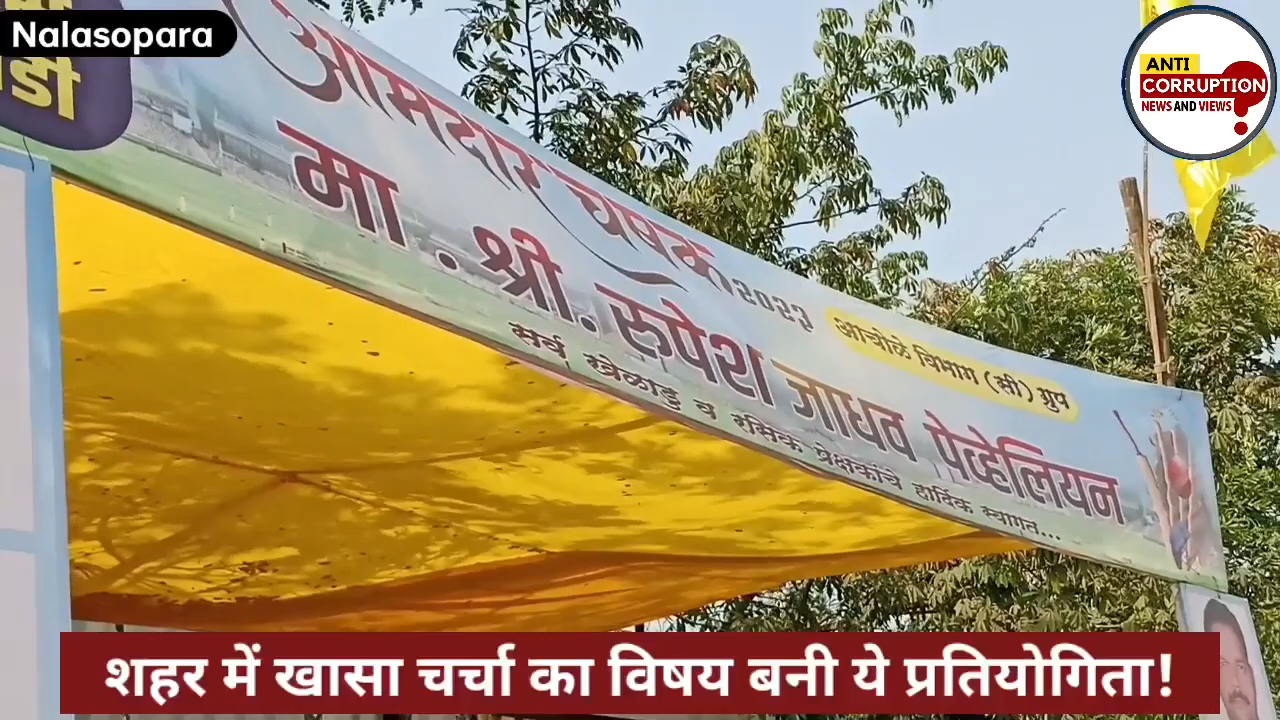 Nalasopara
ANTI
CORRUPTION
NEWS AND VIEWS
आमदार चषक २०२३
आचोळे विभाग (सी) ग्रुप
मा. श्री. रुपेश जाधव पेव्हेलियन
सर्व खेळाडु व रसिक प्रेक्षकांचे हार्दिक स्वागत...
शहर में खासा चर्चा का विषय बनी ये प्रतियोगिता!